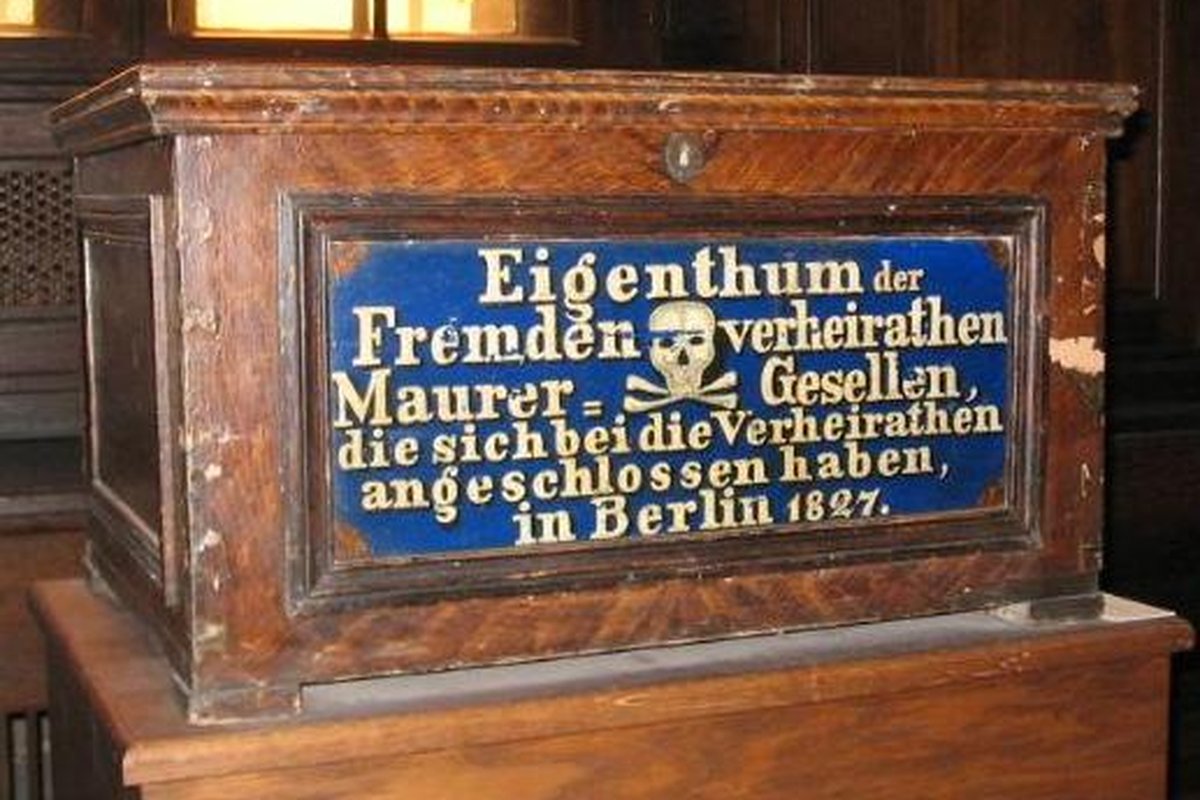 Eigenthum der
Fremden verheirathen
Maurer = Gesellen,
die sich bei die Verheirathen
angeschlossen haben,
in Berlin 1827.